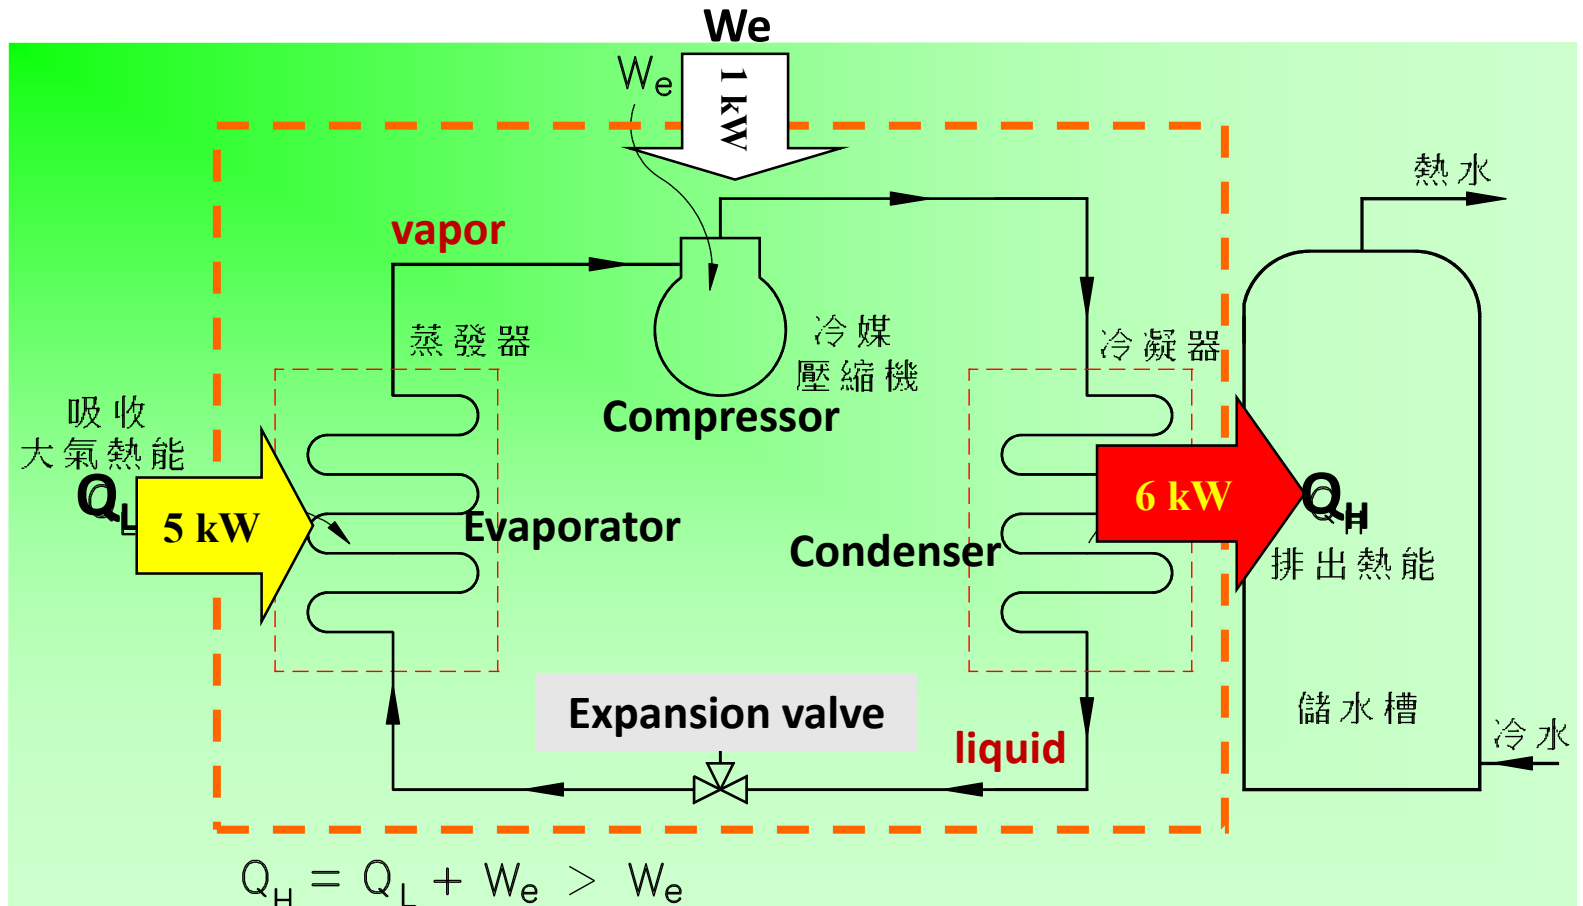 We
We
1 kW
熱水
vapor
蒸發器
冷媒
壓縮機
冷凝器
Compressor
吸收
大氣熱能
QL
5 kW
Evaporator
Condenser
6 kW
QH
排出熱能
Expansion valve
liquid
儲水槽
冷水
QH = QL + We > We